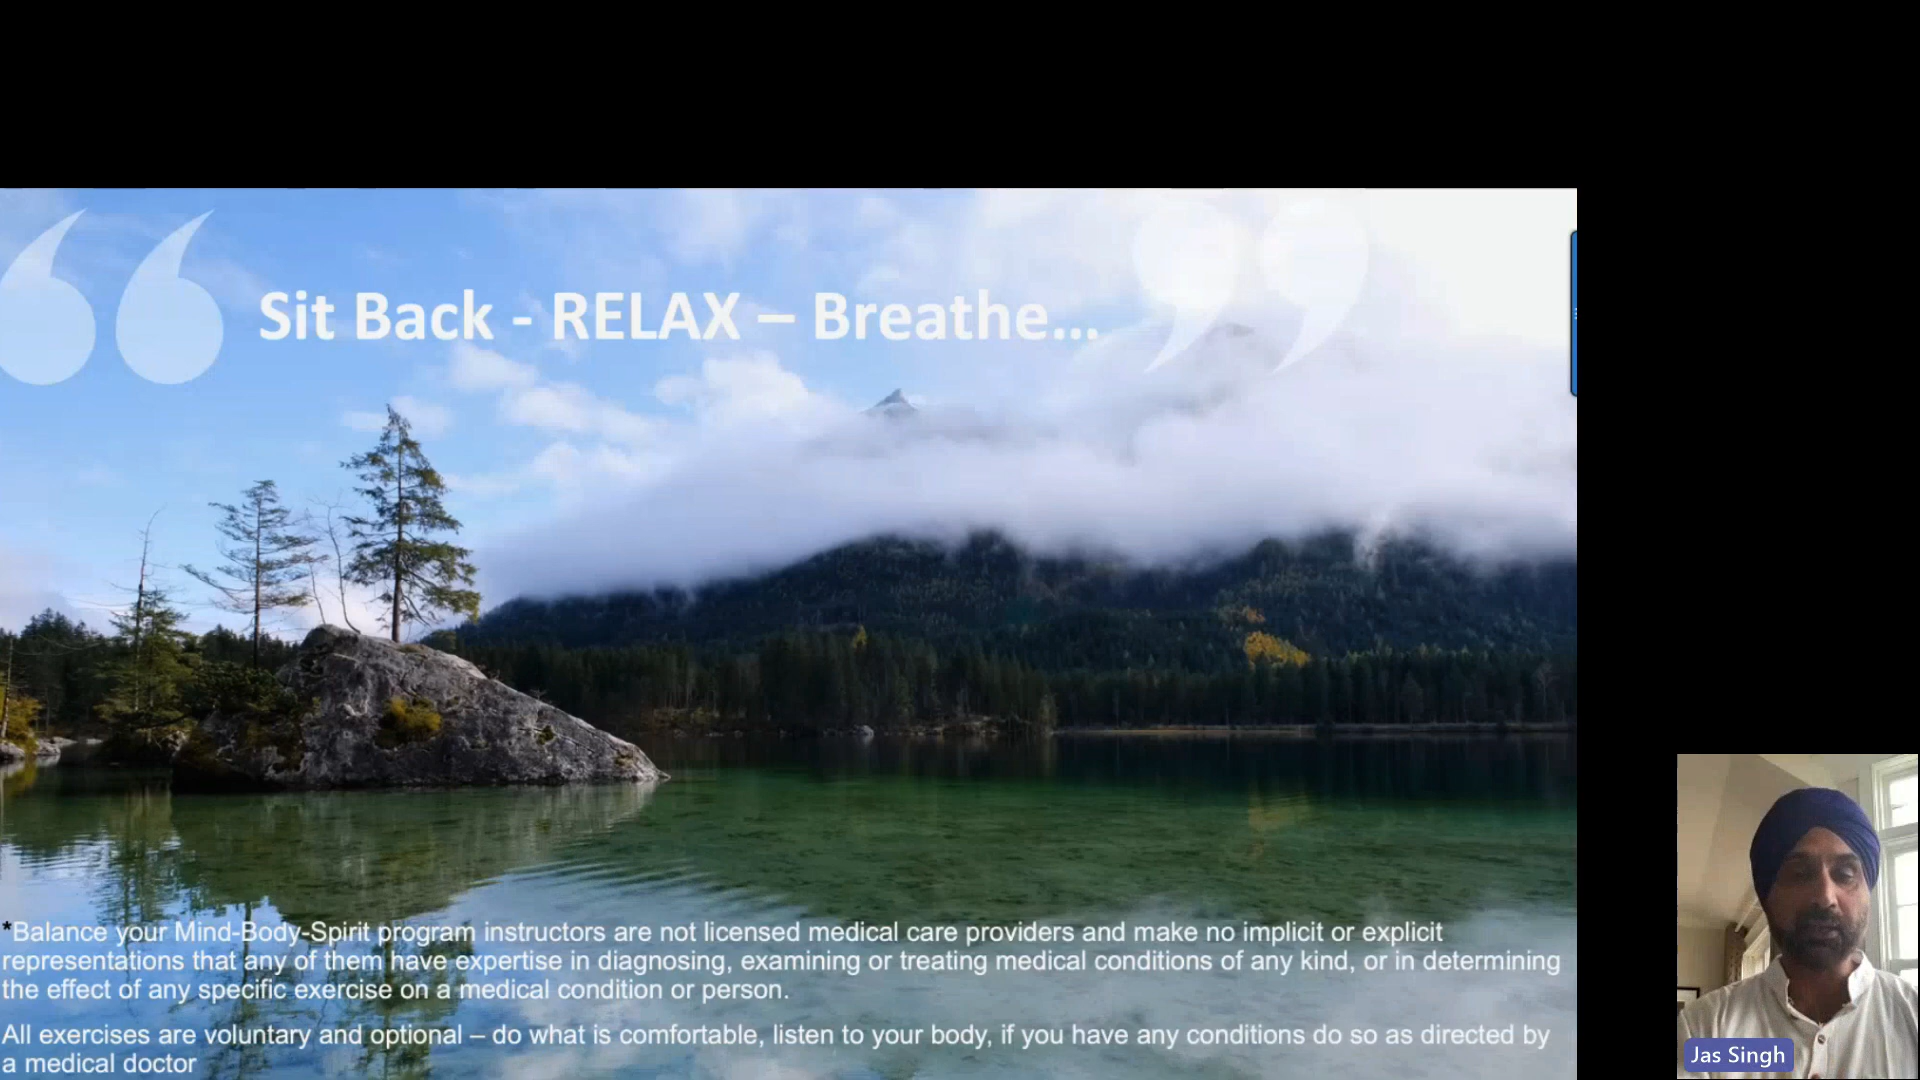 Sit Back - RELAX – Breathe...
*Balance your Mind-Body-Spirit program instructors are not licensed medical care providers and make no implicit or explicit
representations that any of them have expertise in diagnosing, examining or treating medical conditions of any kind, or in determining
the effect of any specific exercise on a medical condition or person.
All exercises are voluntary and optional – do what is comfortable, listen to your body, if you have any conditions do so as directed by
a medical doctor
Jas Singh